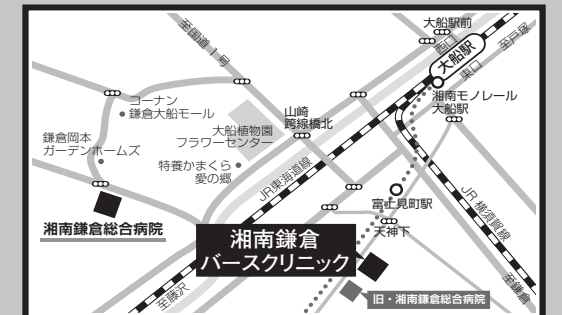 大船駅前
至国道1号
西口
至戸塚
大船駅
東口
コーナン
鎌倉大船モール
湘南モノレール
大船駅
山崎
跨線橋北
大船植物園
フラワーセンター
鎌倉岡本
ガーデンホームズ
特養かまくら
愛の郷
JR東海道線
富士見町駅
JR横須賀線
湘南鎌倉総合病院
天神下
湘南鎌倉
バースクリニック
至藤沢
至鎌倉
旧・湘南鎌倉総合病院